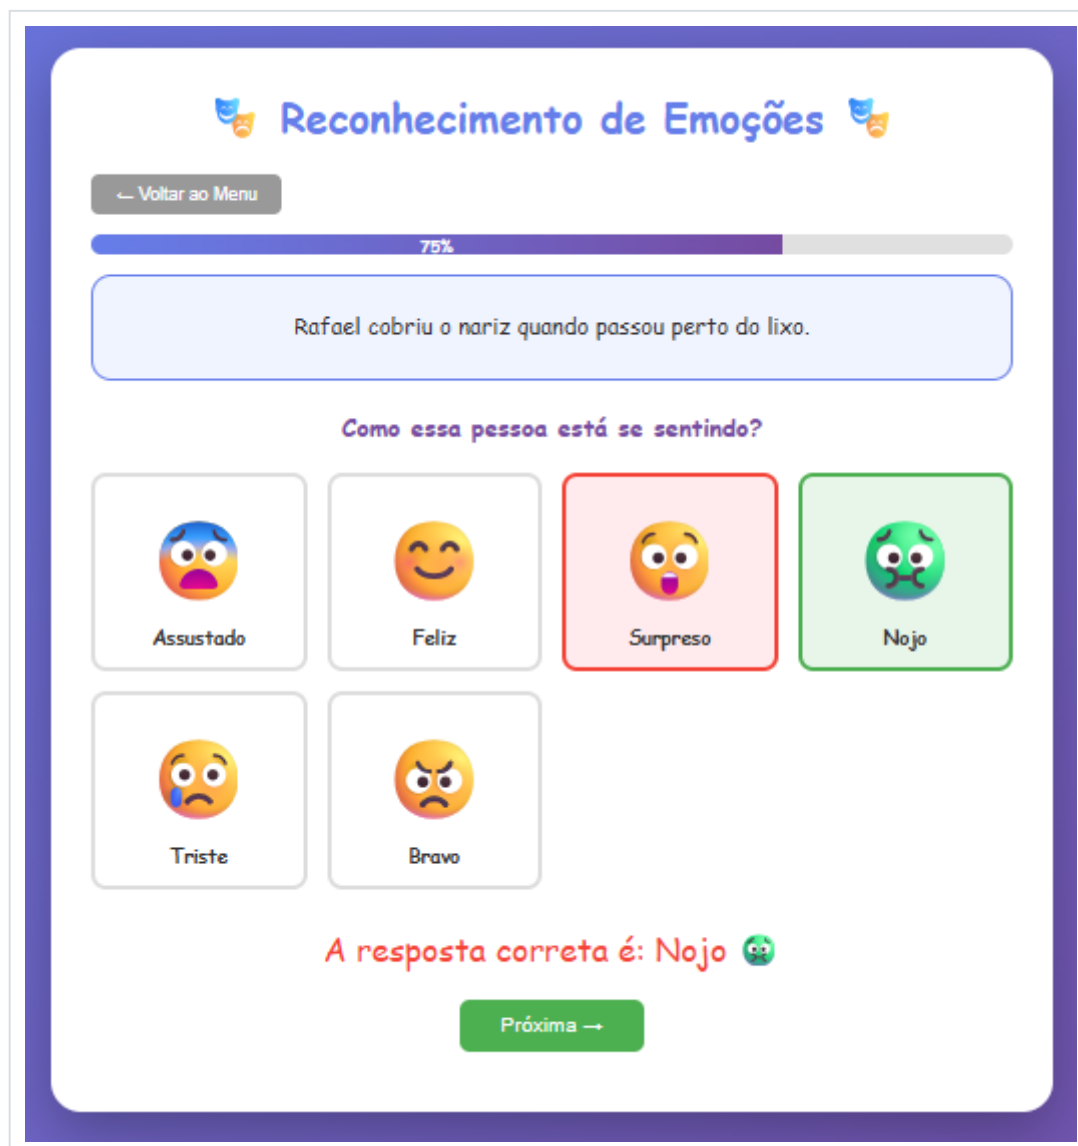 Reconhecimento de Emoções
← Voltar ao Menu
75%
Rafael cobriu o nariz quando passou perto do lixo.
Como essa pessoa está se sentindo?
Assustado
Feliz
Surpreso
Nojo
Triste
Bravo
A resposta correta é: Nojo
Próxima →